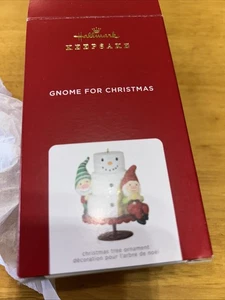 Hallmark
KEEPSAKE
GNOME FOR CHRISTMAS
christmas tree ornament
décoration pour l'arbre de noël